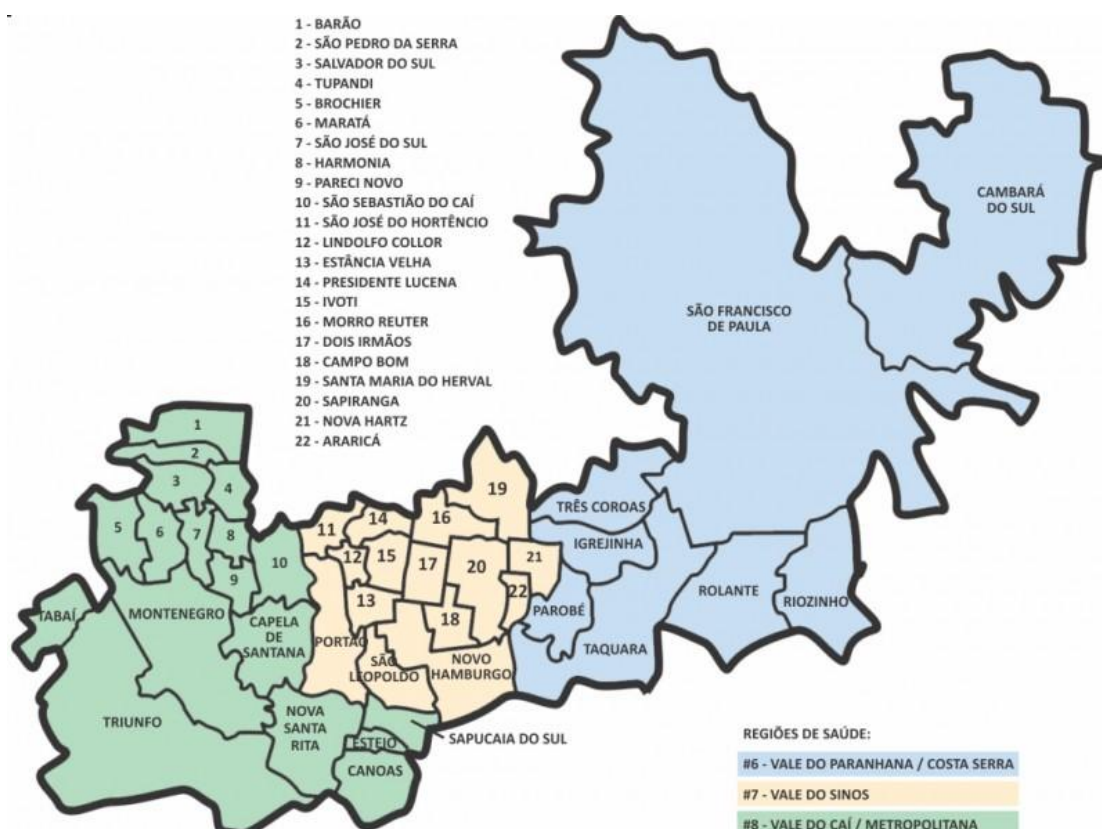 1 - BARÃO
2 - SÃO PEDRO DA SERRA
3 - SALVADOR DO SUL
4 - TUPANDI
5 - BROCHIER
6 - MARATÁ
7 - SÃO JOSÉ DO SUL
8 - HARMONIA
9 - PARECI NOVO
10 - SÃO SEBASTIÃO DO CAÍ
11 - SÃO JOSÉ DO HORTÊNCIO
12 - LINDOLFO COLLOR
13 - ESTÂNCIA VELHA
14 - PRESIDENTE LUCENA
15 - IVOTI
16 - MORRO REUTER
17 - DOIS IRMÃOS
18 - CAMPO BOM
19 - SANTA MARIA DO HERVAL
20 - SAPIRANGA
21 - NOVA HARTZ
22 - ARARICÁ
CAMBARÁ
DO SUL
SÃO FRANCISCO
DE PAULA
1
2
3
4
5
6
7
8
9
10
11
12
13
14
15
16
17
18
19
20
21
22
TRÊS COROAS
IGREJINHA
PAROBÉ
TAQUARA
ROLANTE
RIOZINHO
TABAÍ
MONTENEGRO
CAPELA
DE
SANTANA
PORTÃO
SÃO
LEOPOLDO
NOVO
HAMBURGO
TRIUNFO
NOVA
SANTA
RITA
ESTEIO
CANOAS
SAPUCAIA DO SUL
REGIÕES DE SAÚDE:
#6 - VALE DO PARANHANA / COSTA SERRA
#7 - VALE DO SINOS
#8 - VALE DO CAÍ / METROPOLITANA